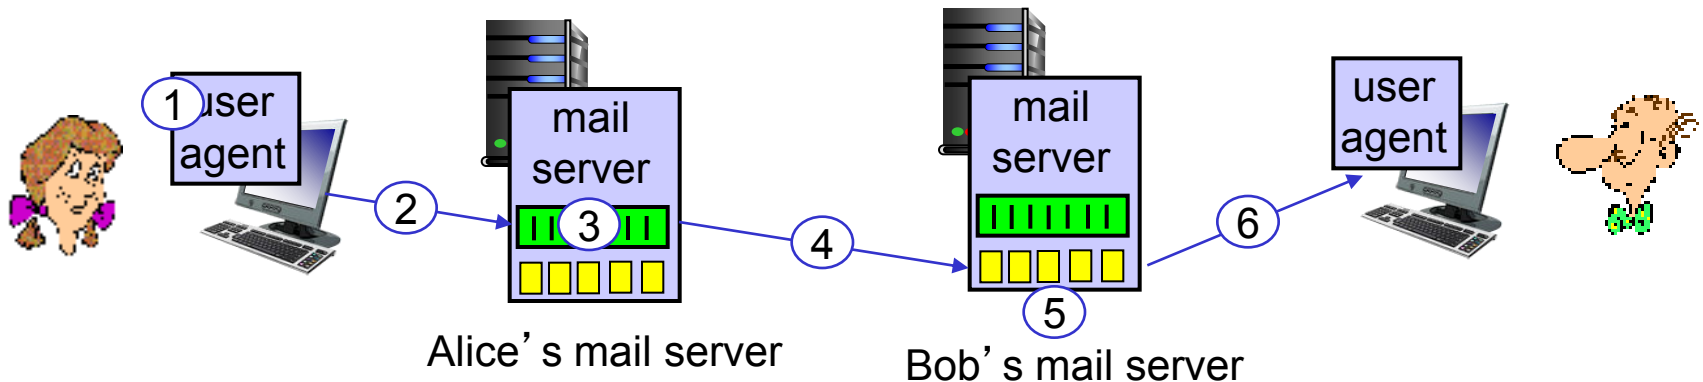 1
user
agent
2
mail
server
3
Alice’s mail server
4
mail
server
5
Bob’s mail server
6
user
agent